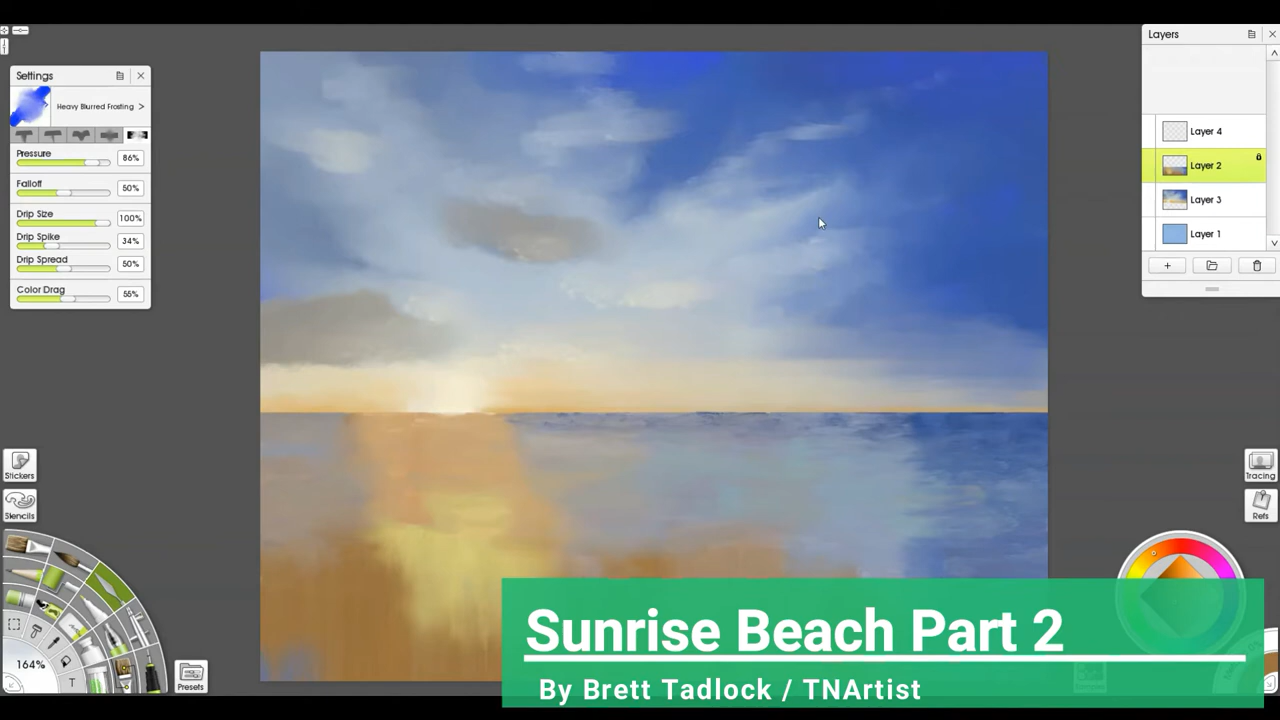 Layers
Settings
Heavy Blurred Frosting >
Pressure
86%
Falloff
50%
Drip Size
100%
Drip Spike
34%
Drip Spread
50%
Color Drag
55%
Layer 4
Layer 2
Layer 3
Layer 1
Stickers
Stencils
Tracing
Refs
164%
T
Presets
Sunrise Beach Part 2
By Brett Tadlock / TNArtist